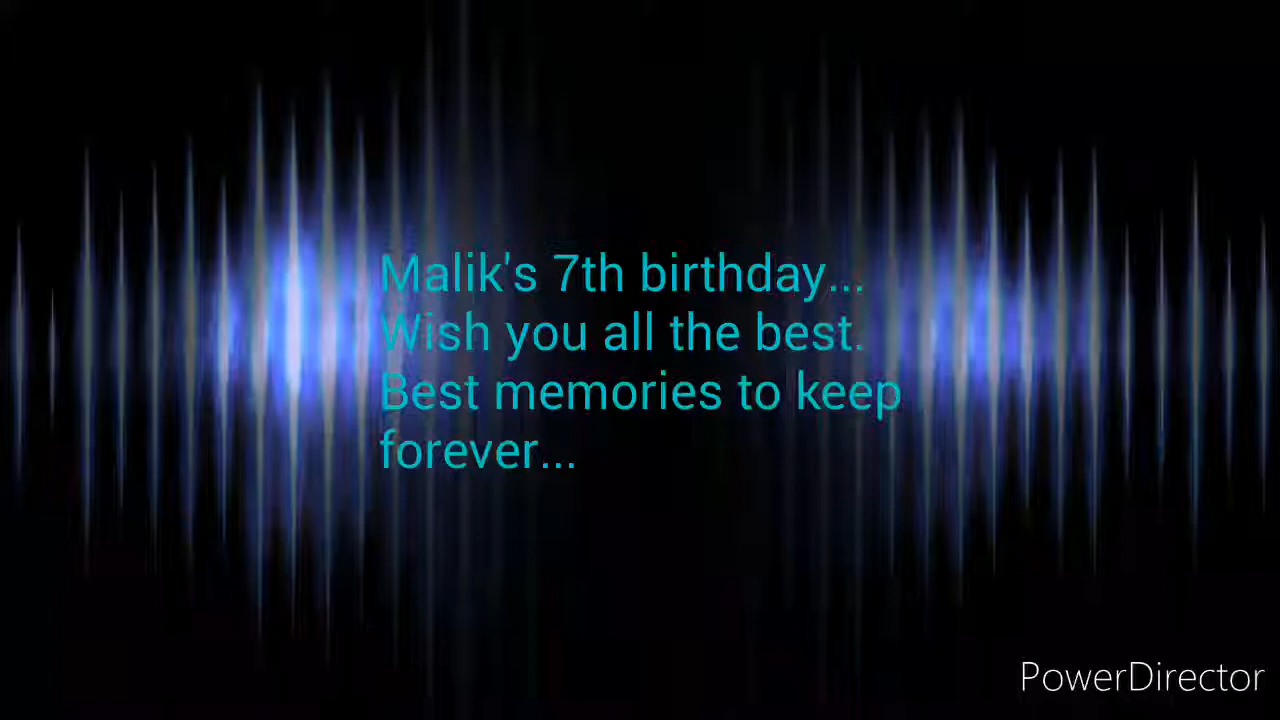 Malik's 7th birthday...
Wish you all the best.
Best memories to keep
forever...
PowerDirector